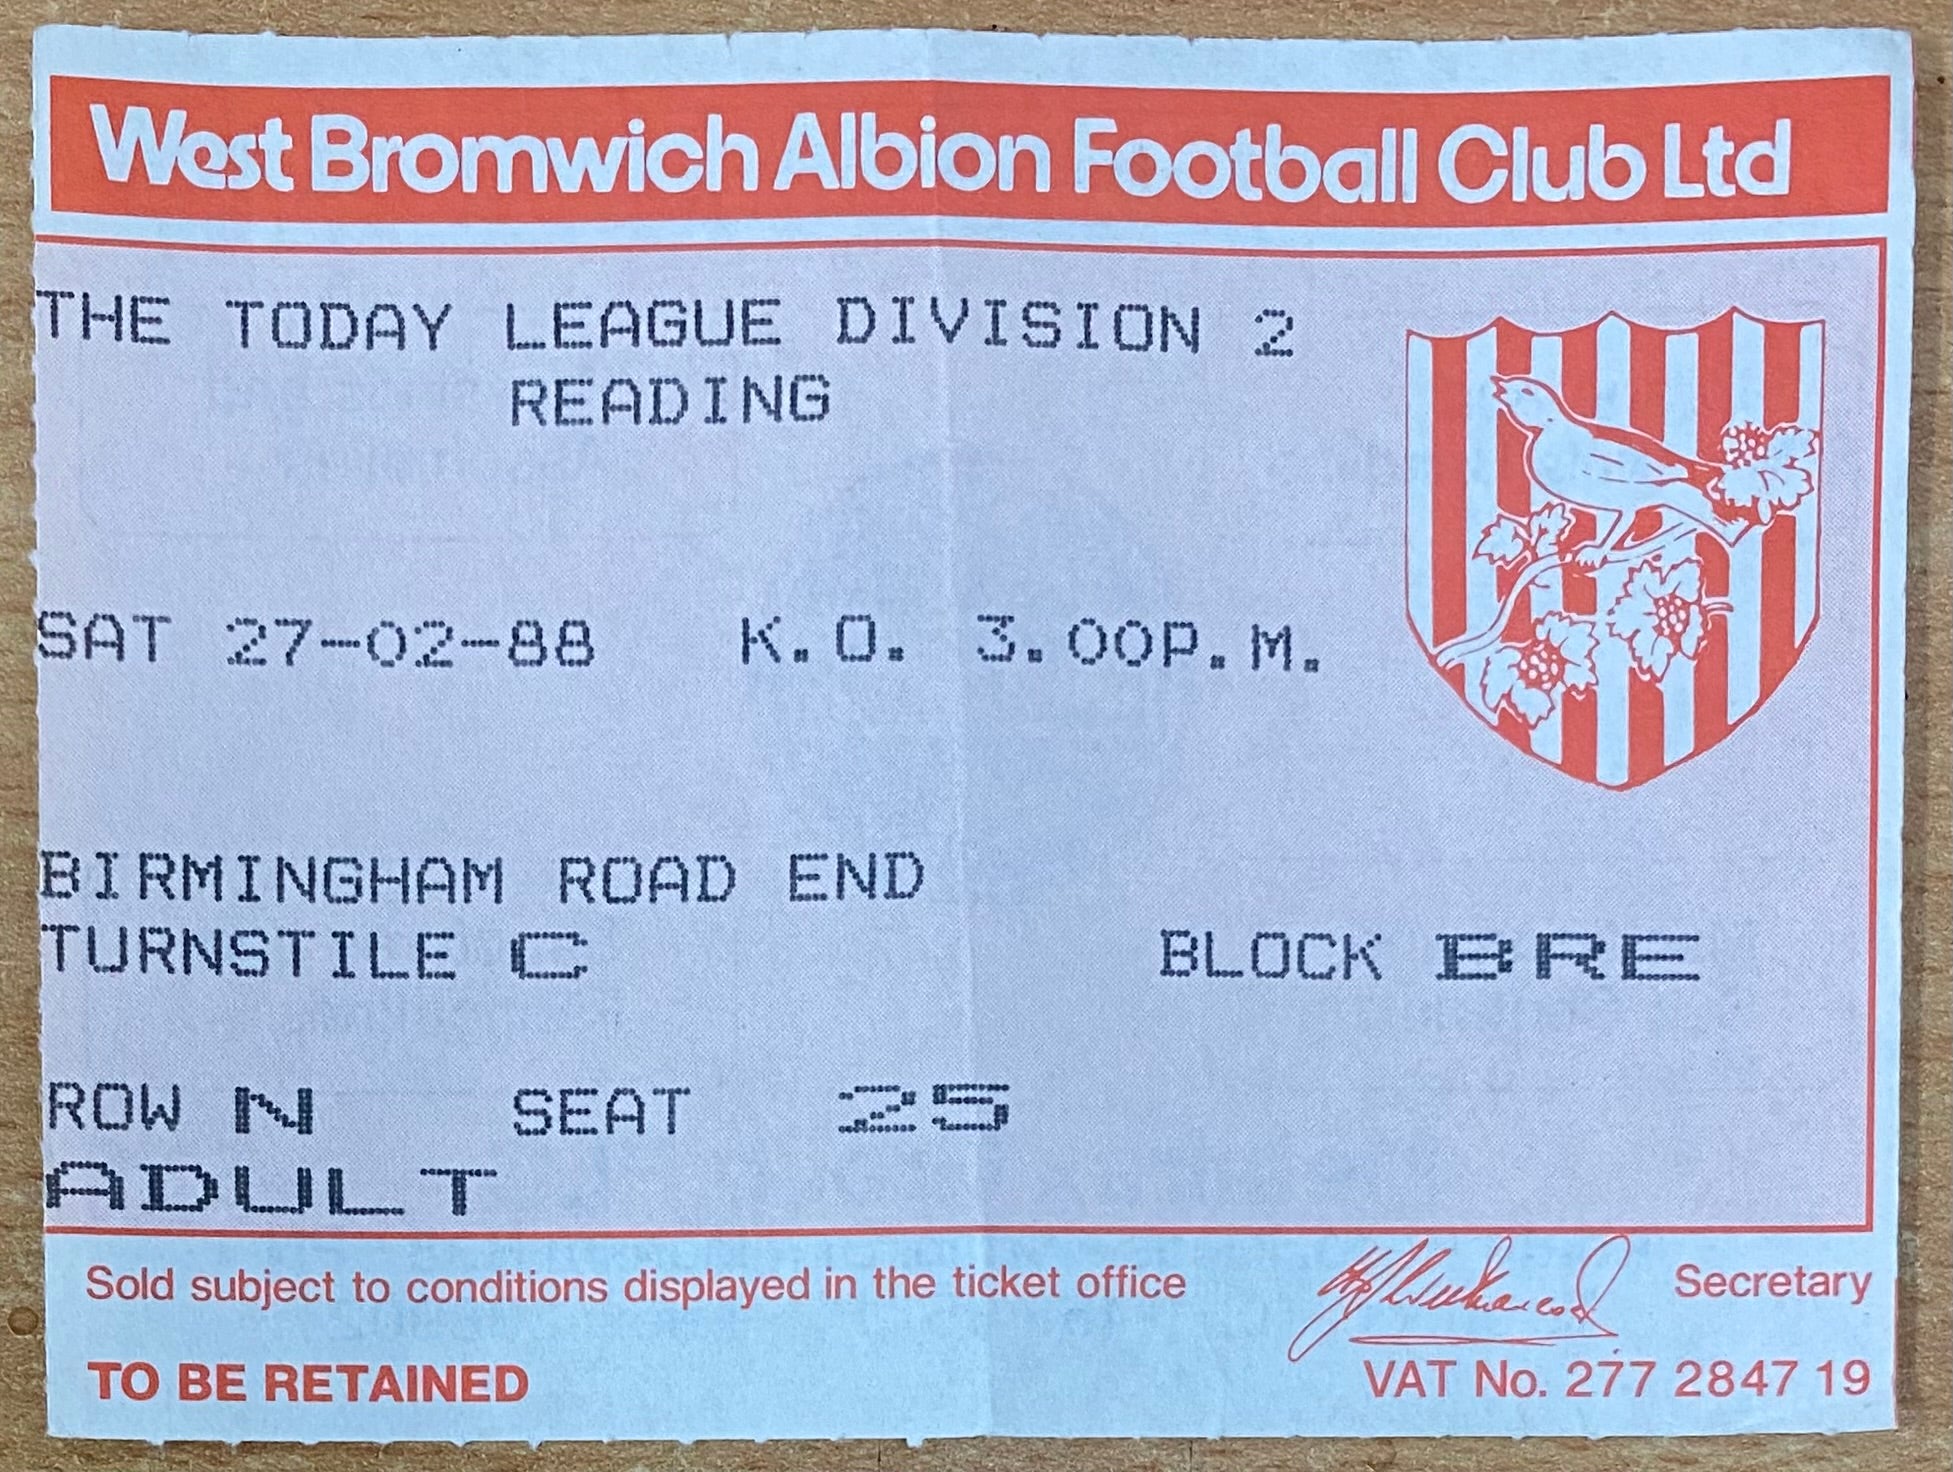 West Bromwich Albion Football Club Ltd
THE TODAY LEAGUE DIVISION 2
READING
SAT 27-02-88 K.O. 3.00P.M.
BIRMINGHAM ROAD END
TURNSTILE C BLOCK BRE
ROW N SEAT 25
ADULT
Sold subject to conditions displayed in the ticket office Secretary
TO BE RETAINED VAT No. 277 2847 19